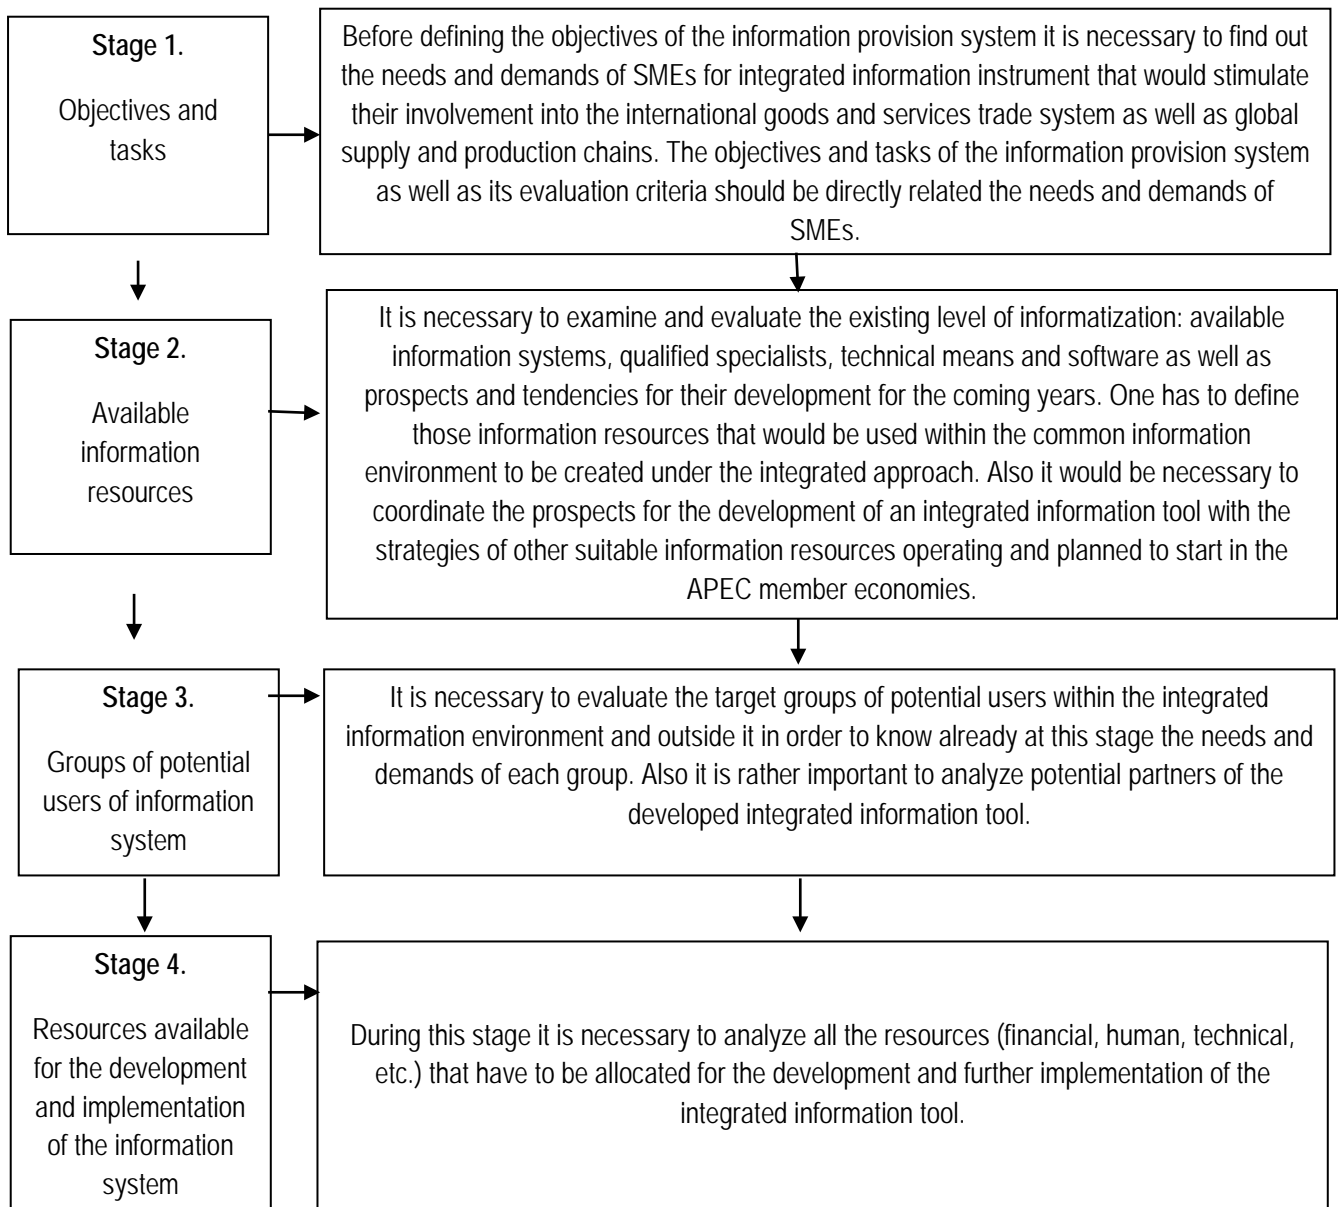 Stage 1.
Objectives and
tasks
Before defining the objectives of the information provision system it is necessary to find out
the needs and demands of SMEs for integrated information instrument that would stimulate
their involvement into the international goods and services trade system as well as global
supply and production chains. The objectives and tasks of the information provision system
as well as its evaluation criteria should be directly related the needs and demands of
SMEs.
Stage 2.
Available
information
resources
It is necessary to examine and evaluate the existing level of informatization: available
information systems, qualified specialists, technical means and software as well as
prospects and tendencies for their development for the coming years. One has to define
those information resources that would be used within the common information
environment to be created under the integrated approach. Also it would be necessary to
coordinate the prospects for the development of an integrated information tool with the
strategies of other suitable information resources operating and planned to start in the
APEC member economies.
Stage 3.
Groups of potential
users of information
system
It is necessary to evaluate the target groups of potential users within the integrated
information environment and outside it in order to know already at this stage the needs and
demands of each group. Also it is rather important to analyze potential partners of the
developed integrated information tool.
Stage 4.
Resources available
for the development
and implementation
of the information
system
During this stage it is necessary to analyze all the resources (financial, human, technical,
etc.) that have to be allocated for the development and further implementation of the
integrated information tool.